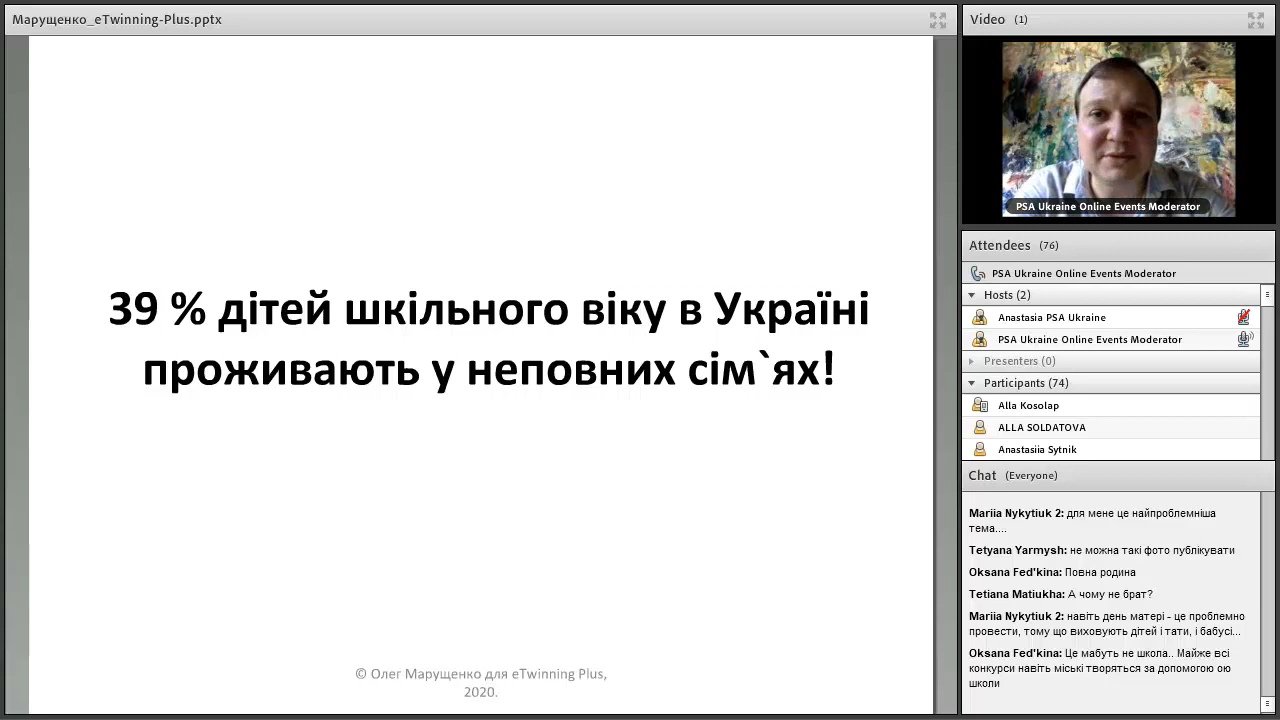 Марущенко_eTwinning-Plus.pptx
39 % дітей шкільного віку в Україні
проживають у неповних сім`ях!
© Олег Марущенко для eTwinning Plus,
2020.
Video (1)
PSA Ukraine Online Events Moderator
Attendees (76)
PSA Ukraine Online Events Moderator
Hosts (2)
Anastasia PSA Ukraine
PSA Ukraine Online Events Moderator
Presenters (0)
Participants (74)
Alla Kosolap
ALLA SOLDATOVA
Anastasiia Sytnik
Chat (Everyone)
Mariia Nykytiuk 2: для мене це найпроблемніша
тема....
Tetyana Yarmysh: не можна такі фото публікувати
Oksana Fed'kina: Повна родина
Tetiana Matiukha: А чому не брат?
Mariia Nykytiuk 2: навіть день матері - це проблемно
провести, тому що виховують дітей і тати, і бабусі...
Oksana Fed'kina: Це мабуть не школа.. Майже всі
конкурси навіть міські творяться за допомогою ою
школи